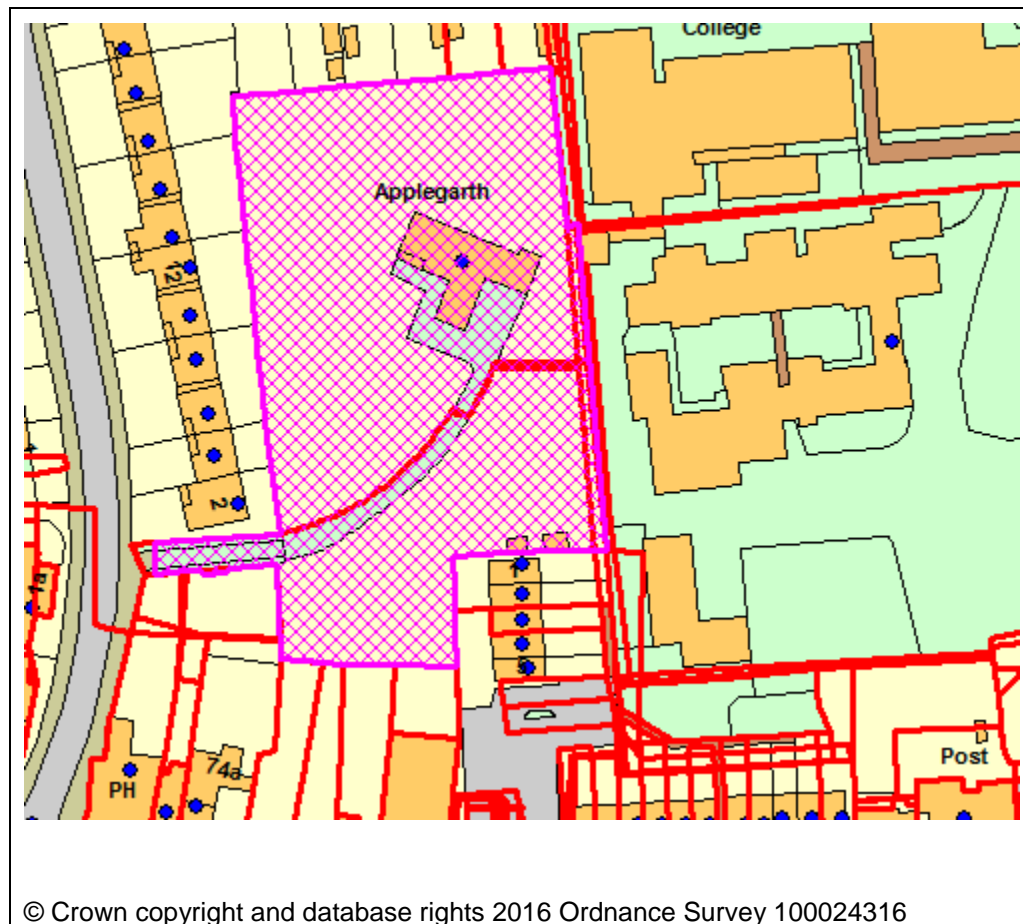 College
Applegarth
12
2
1a
1
5
74a
PH
Post
© Crown copyright and database rights 2016 Ordnance Survey 100024316